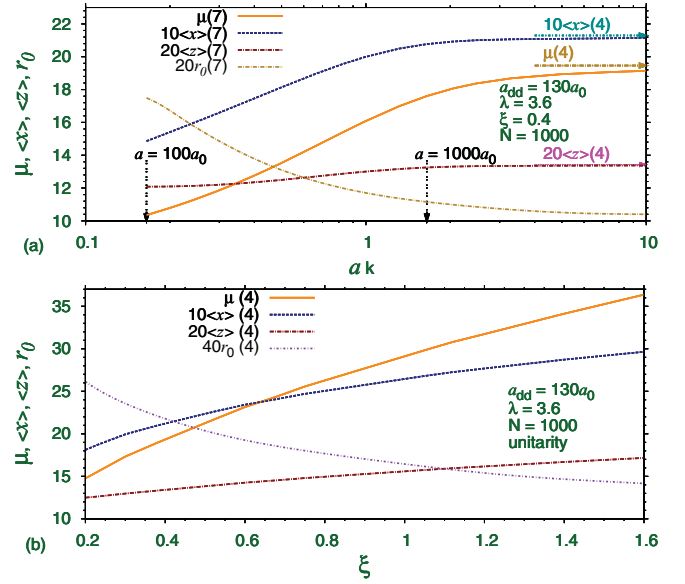 μ, <x>, <z>, r0
22
20
18
16
14
12
10
μ(7)
10<x>(7)
20<z>(7)
20r0(7)
10<x>(4)
μ(4)
add = 130a0
λ = 3.6
ξ = 0.4
N = 1000
a = 100a0
a = 1000a0
20<z>(4)
0.1
1
10
(a)
a k
μ, <x>, <z>, r0
35
30
25
20
15
10
μ (4)
10<x> (4)
20<z> (4)
40r0 (4)
add = 130a0
λ = 3.6
N = 1000
unitarity
0.2
0.4
0.6
0.8
1
1.2
1.4
1.6
(b)
ξ